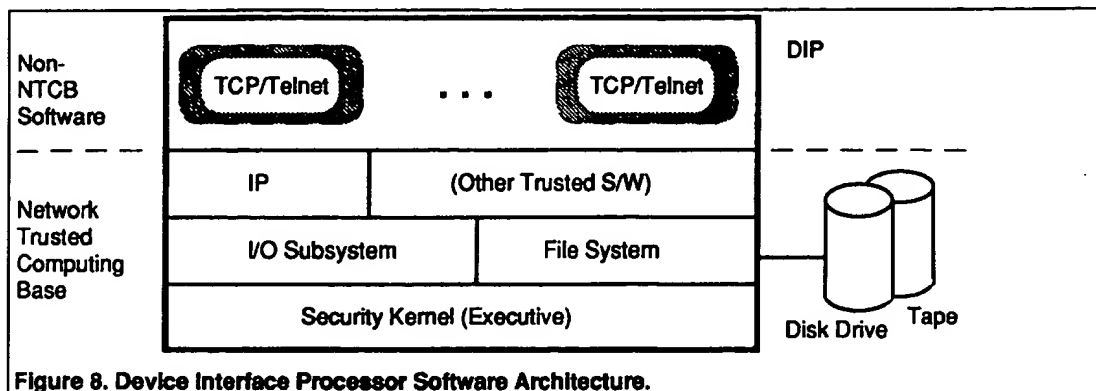 Non-
NTCB
Software
TCP/Telnet
. . .
TCP/Telnet
DIP
Network
Trusted
Computing
Base
IP
(Other Trusted S/W)
I/O Subsystem
File System
Security Kernel (Executive)
Disk Drive
Tape
Figure 8. Device Interface Processor Software Architecture.